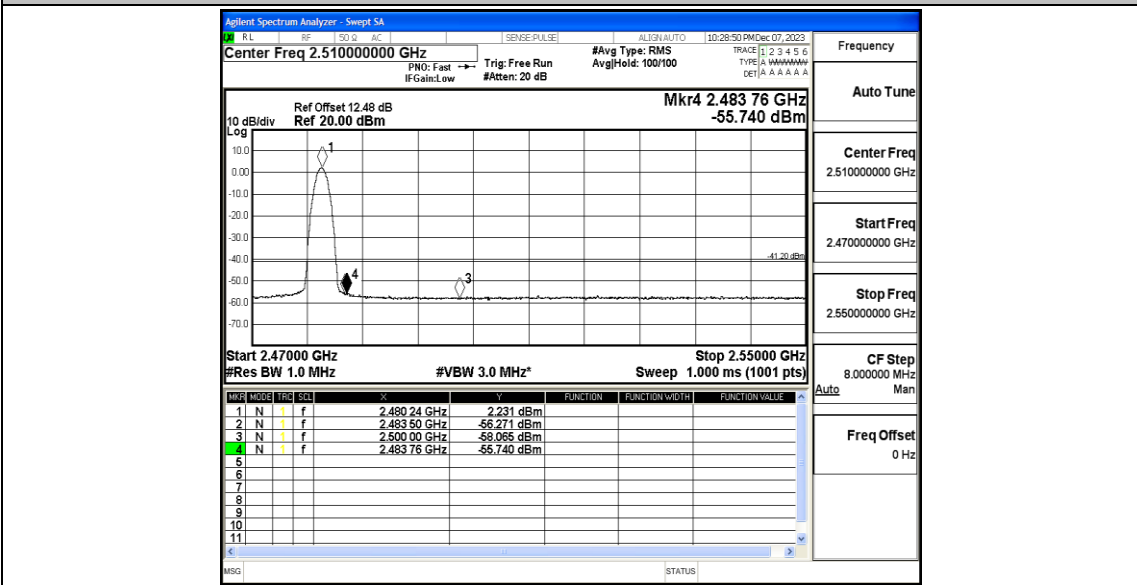 Agilent Spectrum Analyzer - Swept SA
RL RF 50 Ω AC SENSE:PULSE ALIGN AUTO 10:28:50 PM Dec 07, 2023
Center Freq 2.510000000 GHz
PNO: Fast
IFGain:Low
Trig: Free Run
#Atten: 20 dB
#Avg Type: RMS
Avg|Hold: 100/100
TRACE 1 2 3 4 5 6
TYPE A
DET A A A A A A
Ref Offset 12.48 dB
10 dB/div Ref 20.00 dBm
Log
Mkr4 2.483 76 GHz
-55.740 dBm
10.0
0.00
-10.0
-20.0
-30.0
-40.0
-50.0
-60.0
-70.0
1
4
3
-41.20 dBm
Start 2.47000 GHz Stop 2.55000 GHz
#Res BW 1.0 MHz #VBW 3.0 MHz* Sweep 1.000 ms (1001 pts)
MKR MODE TRC SCL X Y FUNCTION FUNCTION WIDTH FUNCTION VALUE
1 N 1 f 2.480 24 GHz 2.231 dBm
2 N 1 f 2.483 50 GHz -56.271 dBm
3 N 1 f 2.500 00 GHz -58.065 dBm
4 N 1 f 2.483 76 GHz -55.740 dBm
5
6
7
8
9
10
11
MSG STATUS
Frequency
Auto Tune
Center Freq
2.510000000 GHz
Start Freq
2.470000000 GHz
Stop Freq
2.550000000 GHz
CF Step
8.000000 MHz
Auto Man
Freq Offset
0 Hz